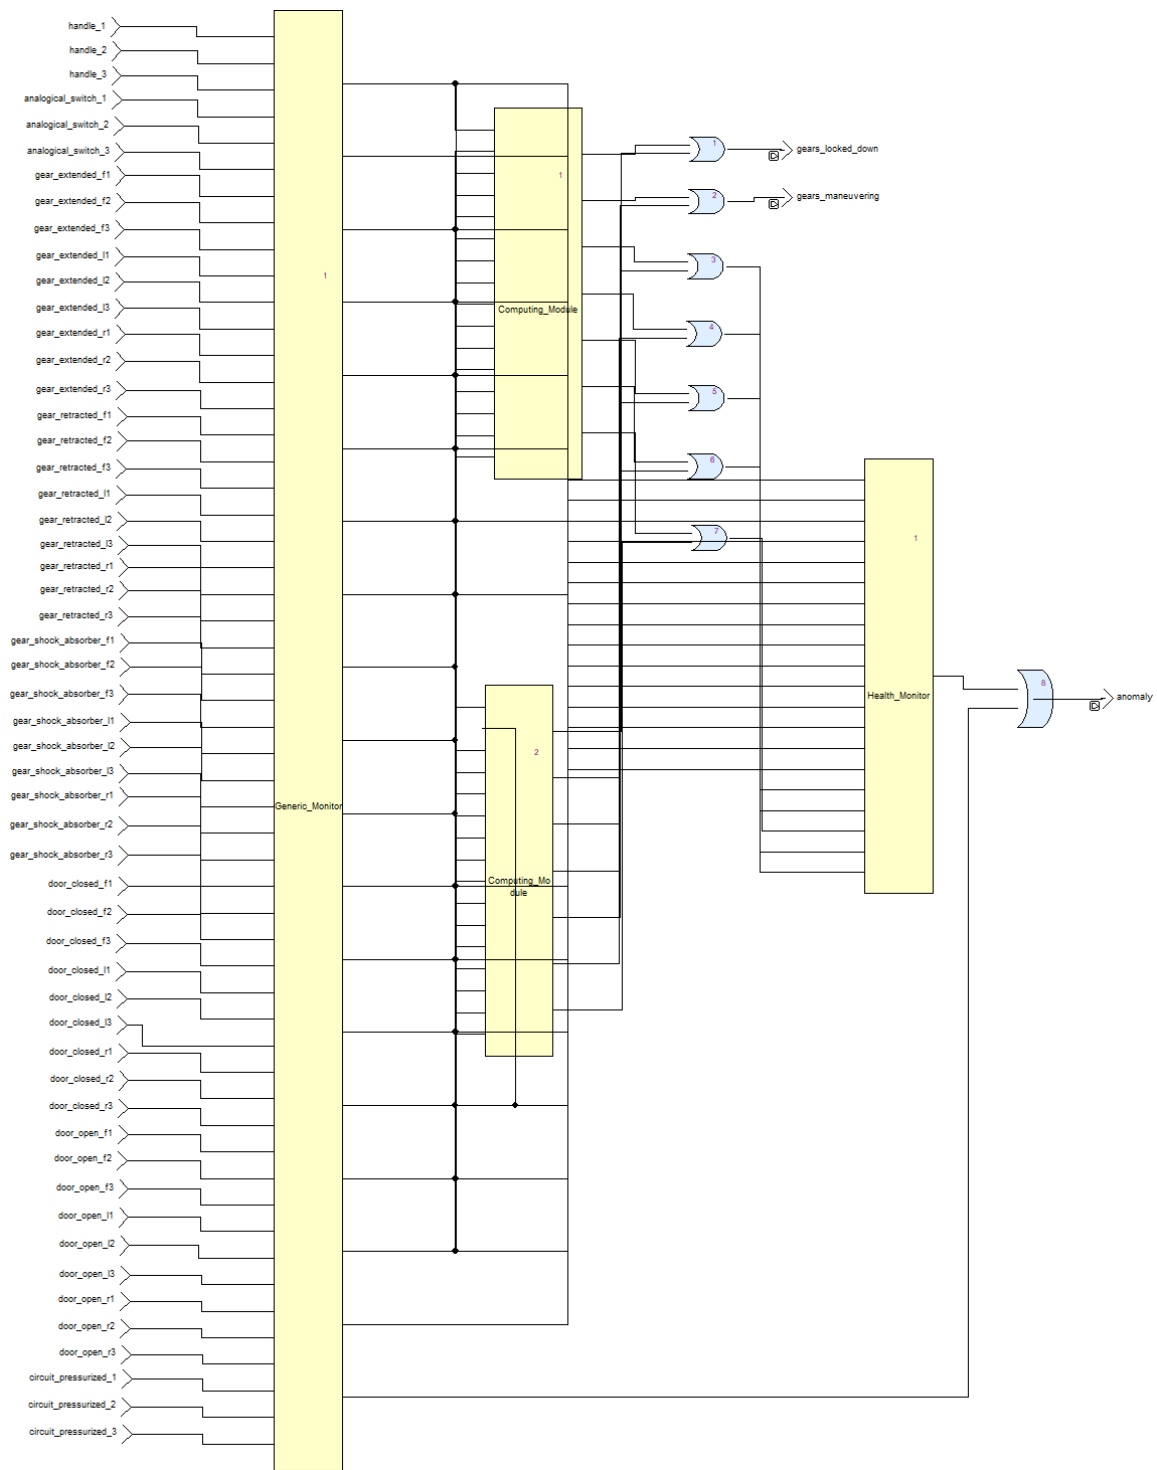 handle_1
handle_2
handle_3
analogical_switch_1
analogical_switch_2
analogical_switch_3
gear_extended_f1
gear_extended_f2
gear_extended_f3
gear_extended_l1
gear_extended_l2
gear_extended_l3
gear_extended_r1
gear_extended_r2
gear_extended_r3
gear_retracted_f1
gear_retracted_f2
gear_retracted_f3
gear_retracted_l1
gear_retracted_l2
gear_retracted_l3
gear_retracted_r1
gear_retracted_r2
gear_retracted_r3
gear_shock_absorber_f1
gear_shock_absorber_f2
gear_shock_absorber_f3
gear_shock_absorber_l1
gear_shock_absorber_l2
gear_shock_absorber_l3
gear_shock_absorber_r1
gear_shock_absorber_r2
gear_shock_absorber_r3
door_closed_f1
door_closed_f2
door_closed_f3
door_closed_l1
door_closed_l2
door_closed_l3
door_closed_r1
door_closed_r2
door_closed_r3
door_open_f1
door_open_f2
door_open_f3
door_open_l1
door_open_l2
door_open_l3
door_open_r1
door_open_r2
door_open_r3
circuit_pressurized_1
circuit_pressurized_2
circuit_pressurized_3
1
Generic_Monitor
1
Computing_Module
2
Computing_Mo
dule
1
2
3
4
5
6
7
gears_locked_down
gears_maneuvering
1
Health_Monitor
8
anomaly